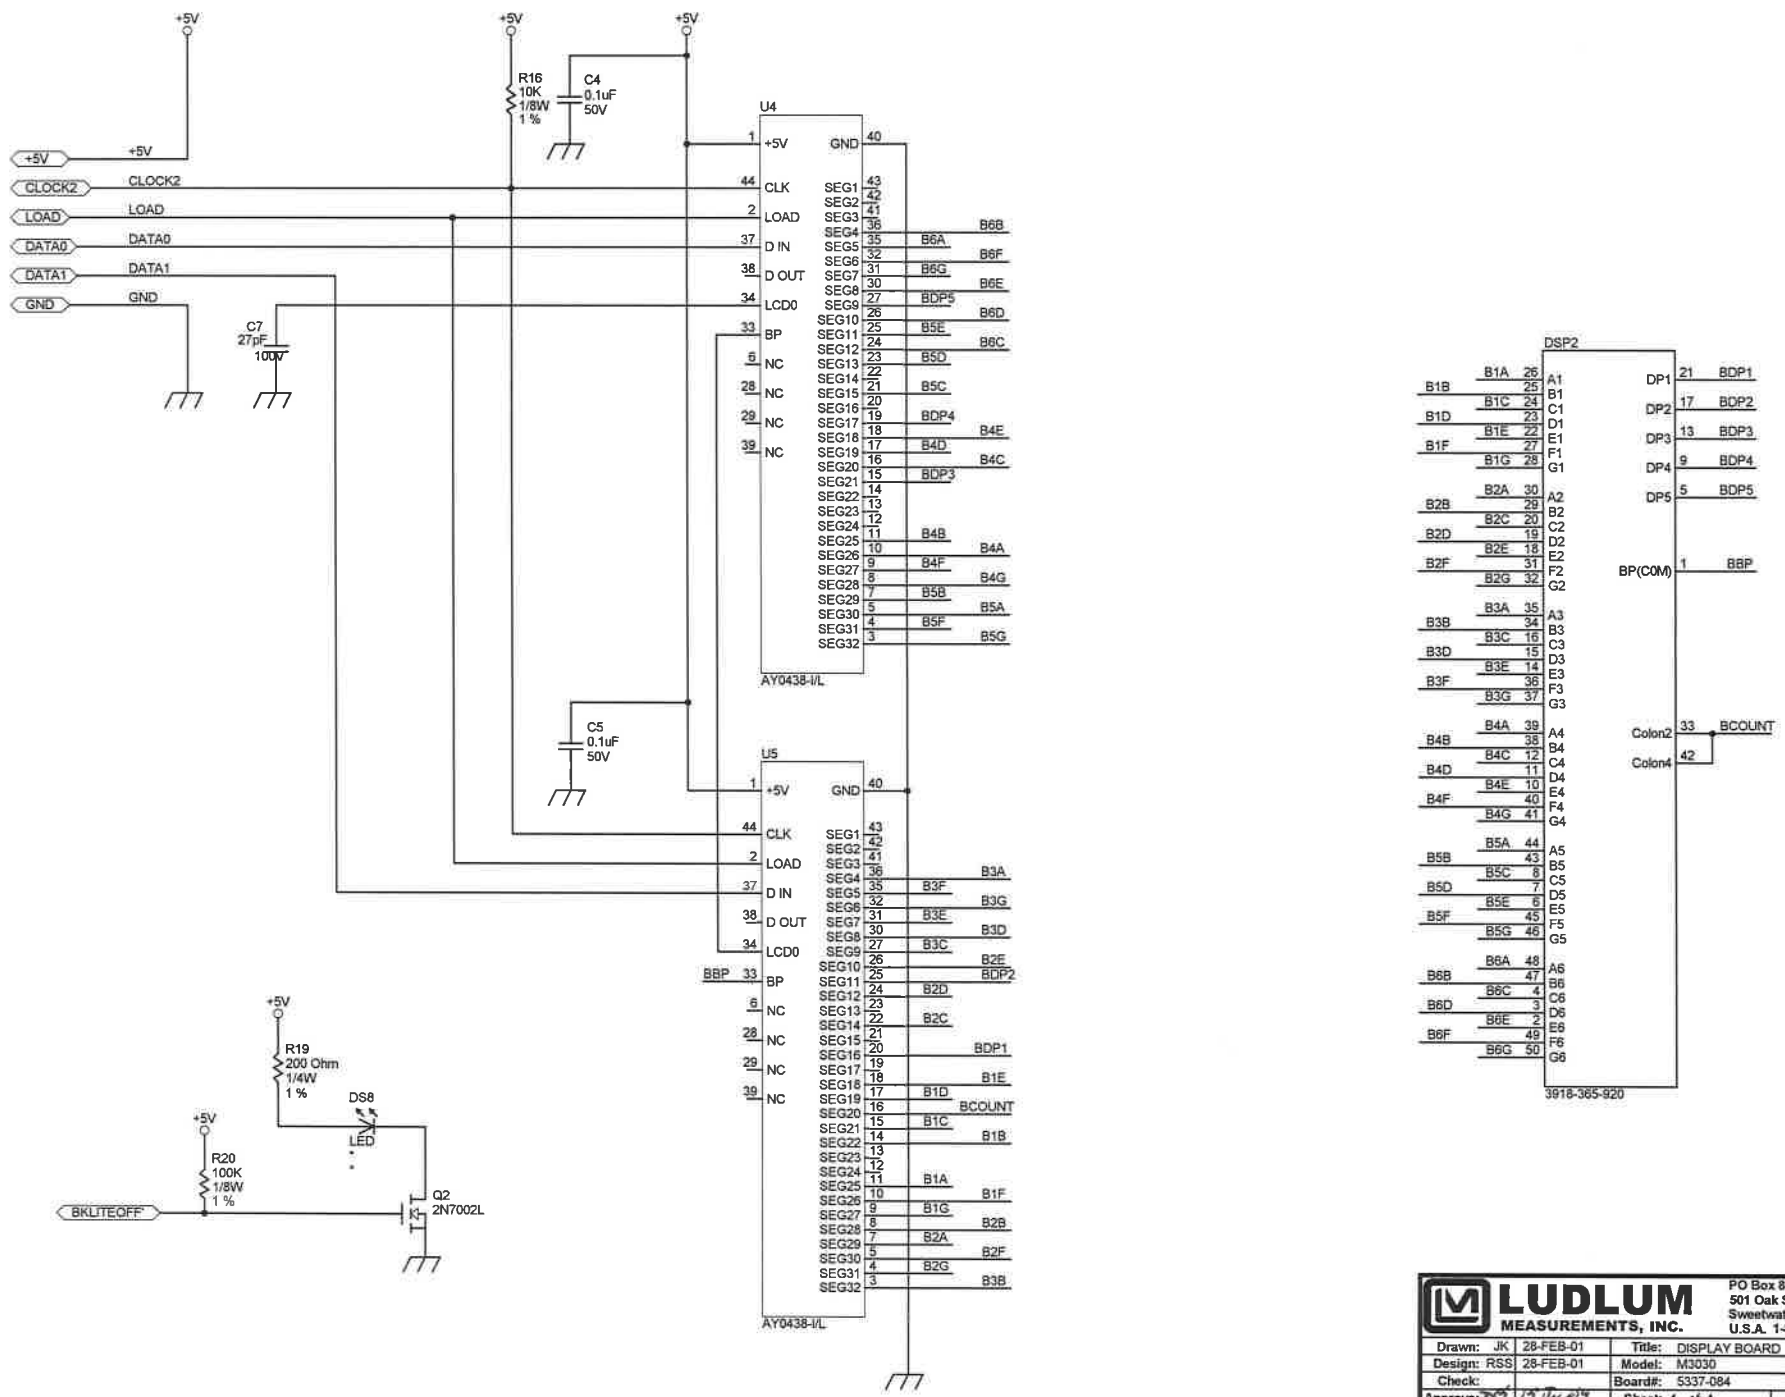 +5V
+5V
+5V
R16
10K
1/8W
1 %
C4
0.1uF
50V
+5V
+5V
CLOCK2
CLOCK2
LOAD
LOAD
DATA0
DATA0
DATA1
DATA1
GND
GND
C7
27pF
100V
U4
1 +5V
44 CLK
2 LOAD
37 D IN
38 D OUT
34 LCD0
33 BP
6 NC
28 NC
29 NC
39 NC
GND 40
SEG1 43
SEG2 42
SEG3 41
SEG4 36 B6B
SEG5 35 B6A
SEG6 32 B6F
SEG7 31 B6G
SEG8 30 B6E
SEG9 27 BDP5
SEG10 26 B6D
SEG11 25 B5E
SEG12 24 B6C
SEG13 23 B5D
SEG14 22
SEG15 21 B5C
SEG16 20
SEG17 19 BDP4
SEG18 18 B4E
SEG19 17 B4D
SEG20 16 B4C
SEG21 15 BDP3
SEG22 14
SEG23 13
SEG24 12
SEG25 11 B4B
SEG26 10 B4A
SEG27 9 B4F
SEG28 8 B4G
SEG29 7 B5B
SEG30 5 B5A
SEG31 4 B5F
SEG32 3 B5G
AY0438-I/L
C5
0.1uF
50V
U5
1 +5V
44 CLK
2 LOAD
37 D IN
38 D OUT
34 LCD0
BBP 33 BP
6 NC
28 NC
29 NC
39 NC
GND 40
SEG1 43
SEG2 42
SEG3 41
SEG4 36 B3A
SEG5 35 B3F
SEG6 32 B3G
SEG7 31 B3E
SEG8 30 B3D
SEG9 27 B3C
SEG10 26 B2E
SEG11 25 BDP2
SEG12 24 B2D
SEG13 23
SEG14 22 B2C
SEG15 21
SEG16 20 BDP1
SEG17 19
SEG18 18 B1E
SEG19 17 B1D
SEG20 16 BCOUNT
SEG21 15 B1C
SEG22 14 B1B
SEG23 13
SEG24 12
SEG25 11 B1A
SEG26 10 B1F
SEG27 9 B1G
SEG28 8 B2B
SEG29 7 B2A
SEG30 5 B2F
SEG31 4 B2G
SEG32 3 B3B
AY0438-I/L
+5V
R19
200 Ohm
1/4W
1 %
DS8
LED
+5V
R20
100K
1/8W
1 %
BKLITEOFF'
Q2
2N7002L
DSP2
B1A 26 A1
B1B 25 B1
B1C 24 C1
B1D 23 D1
B1E 22 E1
B1F 27 F1
B1G 28 G1
B2A 30 A2
B2B 29 B2
B2C 20 C2
B2D 19 D2
B2E 18 E2
B2F 31 F2
B2G 32 G2
B3A 35 A3
B3B 34 B3
B3C 16 C3
B3D 15 D3
B3E 14 E3
B3F 36 F3
B3G 37 G3
B4A 39 A4
B4B 38 B4
B4C 12 C4
B4D 11 D4
B4E 10 E4
B4F 40 F4
B4G 41 G4
B5A 44 A5
B5B 43 B5
B5C 8 C5
B5D 7 D5
B5E 6 E5
B5F 45 F5
B5G 46 G5
B6A 48 A6
B6B 47 B6
B6C 4 C6
B6D 3 D6
B6E 2 E6
B6F 49 F6
B6G 50 G6
DP1 21 BDP1
DP2 17 BDP2
DP3 13 BDP3
DP4 9 BDP4
DP5 5 BDP5
BP(C0M) 1 BBP
Colon2 33 BCOUNT
Colon4 42
3918-365-920
LM LUDLUM
MEASUREMENTS, INC.
PO Box 8
501 Oak S
Sweetwat
U.S.A. 1-
Drawn: JK 28-FEB-01 Title: DISPLAY BOARD
Design: RSS 28-FEB-01 Model: M3030
Check: Board#: 5337-084